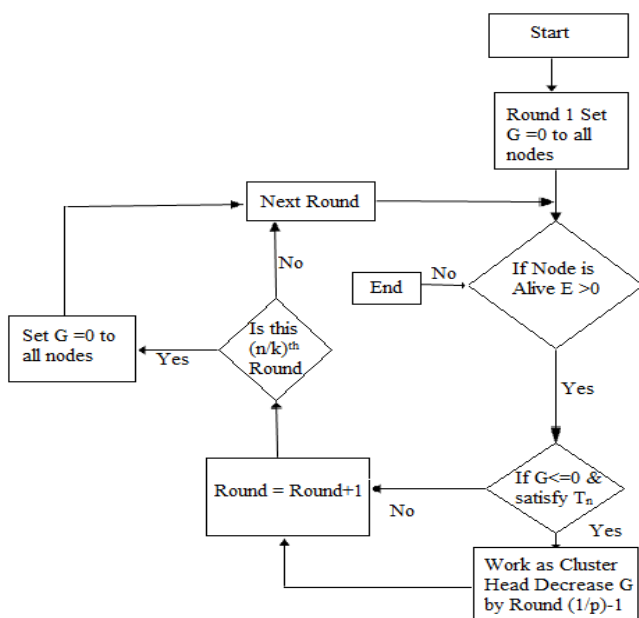 Start
Round 1 Set
G =0 to all
nodes
Next Round
If Node is
Alive E >0
No
End
No
Is this
(n/k)th
Round
Yes
Set G =0 to
all nodes
Yes
If G<=0 &
satisfy Tn
No
Round = Round+1
Yes
Work as Cluster
Head Decrease G
by Round (1/p)-1